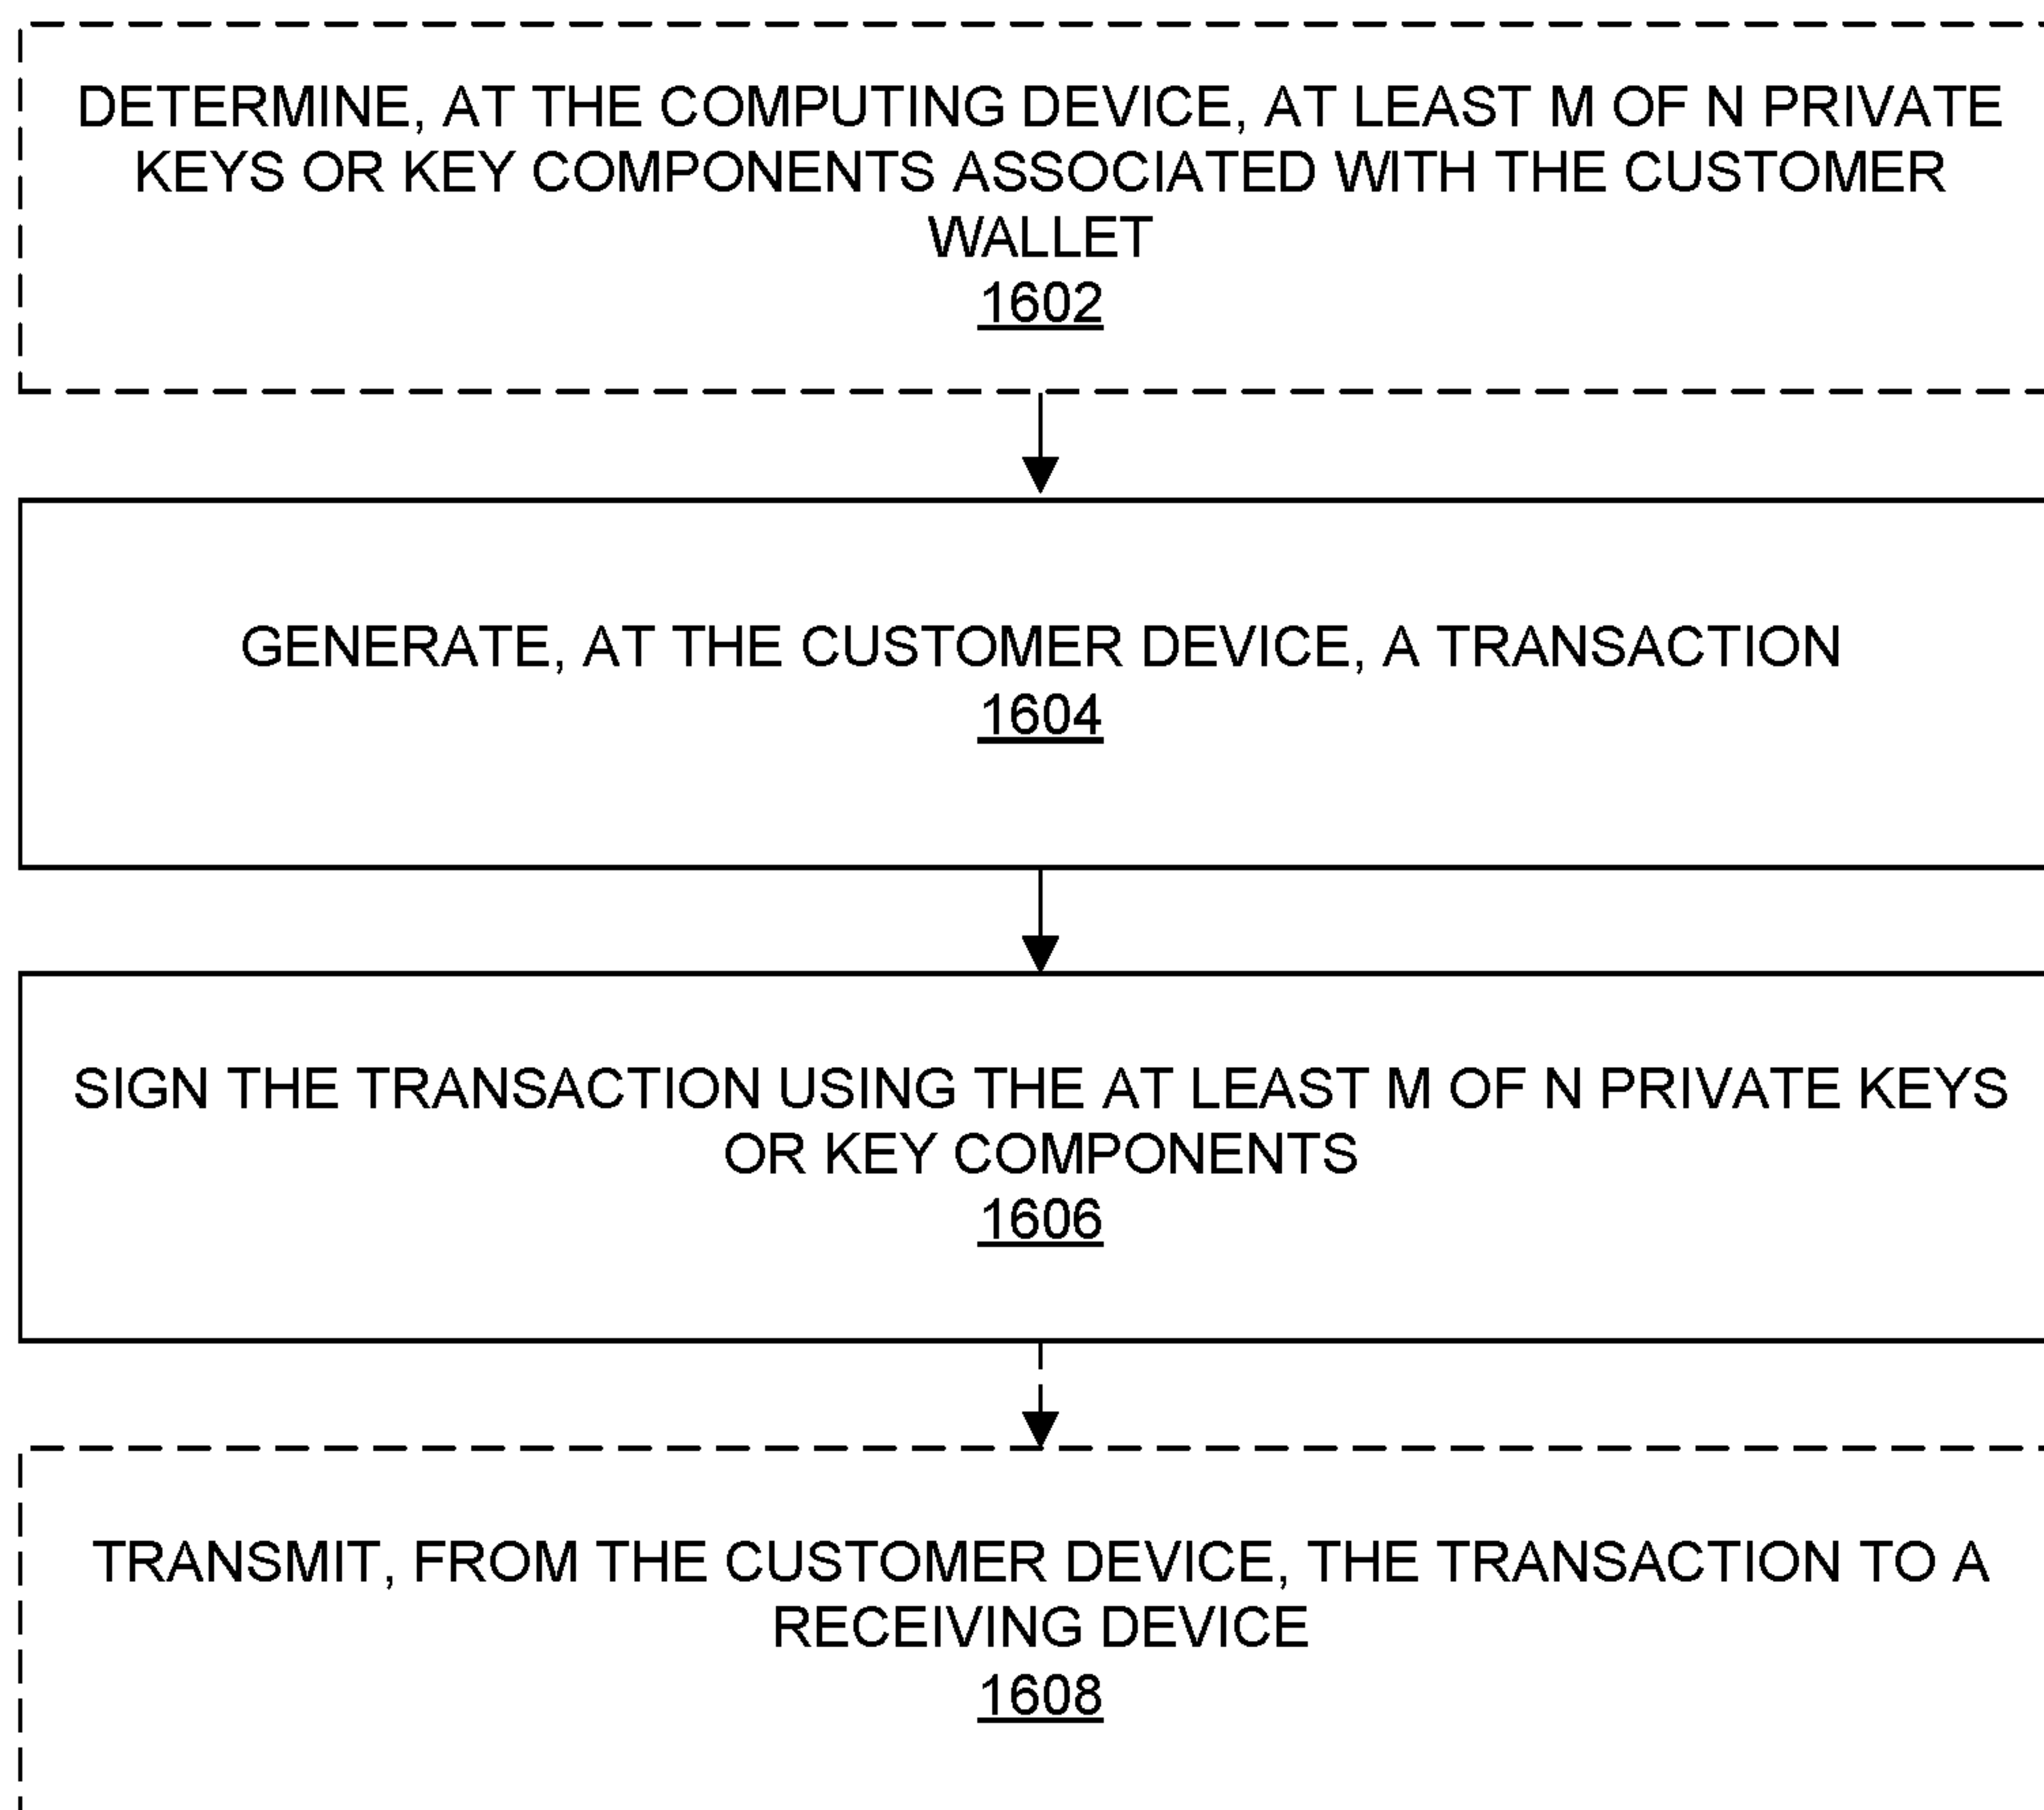 DETERMINE, AT THE COMPUTING DEVICE, AT LEAST M OF N PRIVATE
KEYS OR KEY COMPONENTS ASSOCIATED WITH THE CUSTOMER
WALLET
1602
GENERATE, AT THE CUSTOMER DEVICE, A TRANSACTION
1604
SIGN THE TRANSACTION USING THE AT LEAST M OF N PRIVATE KEYS
OR KEY COMPONENTS
1606
TRANSMIT, FROM THE CUSTOMER DEVICE, THE TRANSACTION TO A
RECEIVING DEVICE
1608